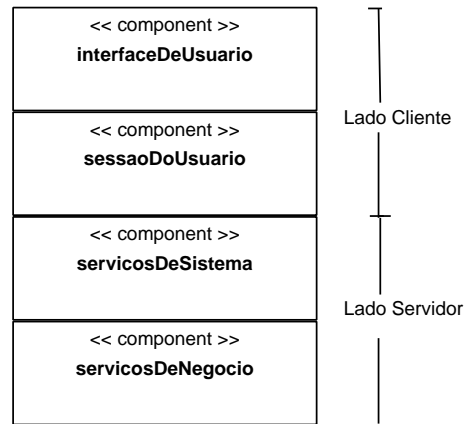 << component >>
interfaceDeUsuario
<< component >>
sessaoDoUsuario
Lado Cliente
<< component >>
servicosDeSistema
<< component >>
servicosDeNegocio
Lado Servidor